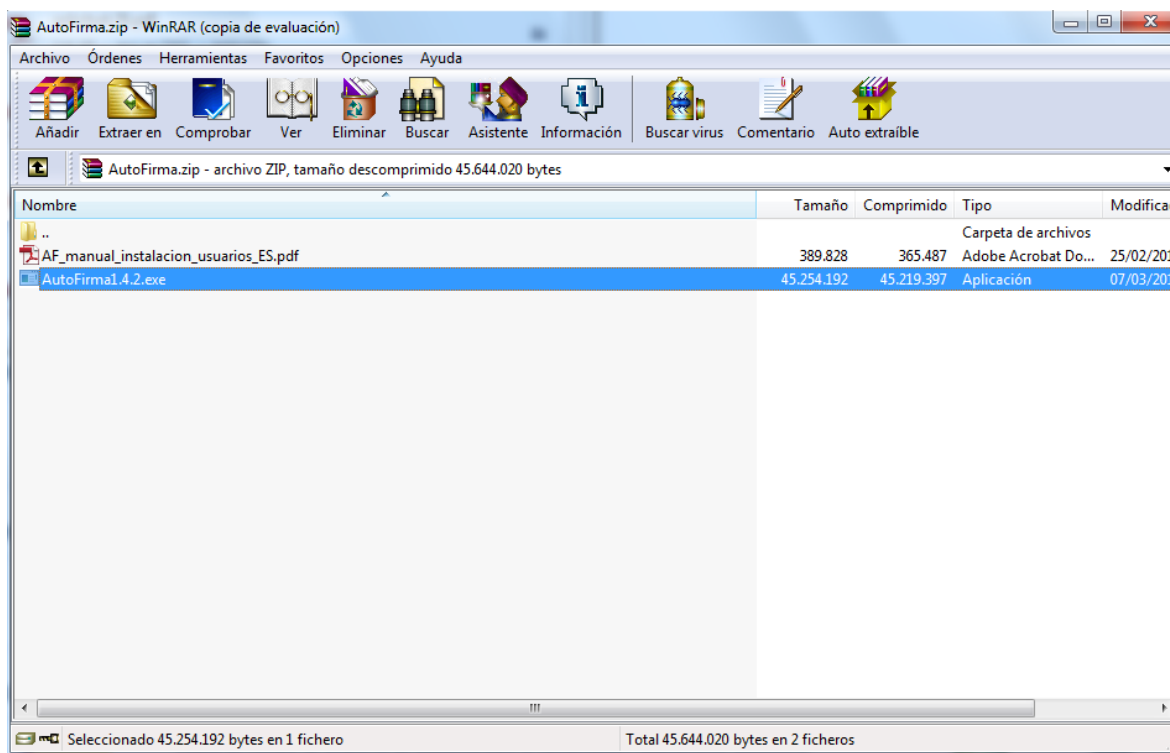 AutoFirma.zip - WinRAR (copia de evaluación)
Archivo Órdenes Herramientas Favoritos Opciones Ayuda
Añadir Extraer en Comprobar Ver Eliminar Buscar Asistente Información Buscar virus Comentario Auto extraíble
AutoFirma.zip - archivo ZIP, tamaño descomprimido 45.644.020 bytes
Nombre Tamaño Comprimido Tipo Modifica
.. Carpeta de archivos
AF_manual_instalacion_usuarios_ES.pdf 389.828 365.487 Adobe Acrobat Do... 25/02/201
AutoFirma1.4.2.exe 45.254.192 45.219.397 Aplicación 07/03/201
Seleccionado 45.254.192 bytes en 1 fichero Total 45.644.020 bytes en 2 ficheros